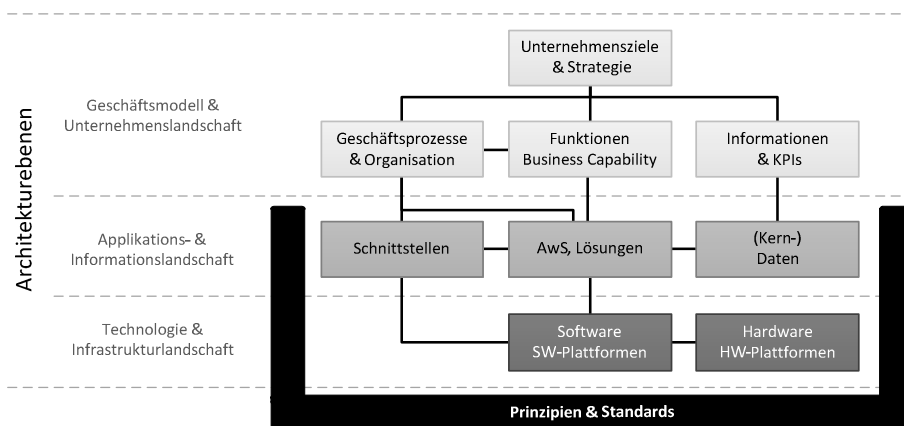 Architekturebenen
Geschäftsmodell &
Unternehmenslandschaft
Unternehmensziele
& Strategie
Geschäftsprozesse
& Organisation
Funktionen
Business Capability
Informationen
& KPIs
Applikations- &
Informationslandschaft
Schnittstellen
AwS, Lösungen
(Kern-)
Daten
Technologie &
Infrastrukturlandschaft
Software
SW-Plattformen
Hardware
HW-Plattformen
Prinzipien & Standards